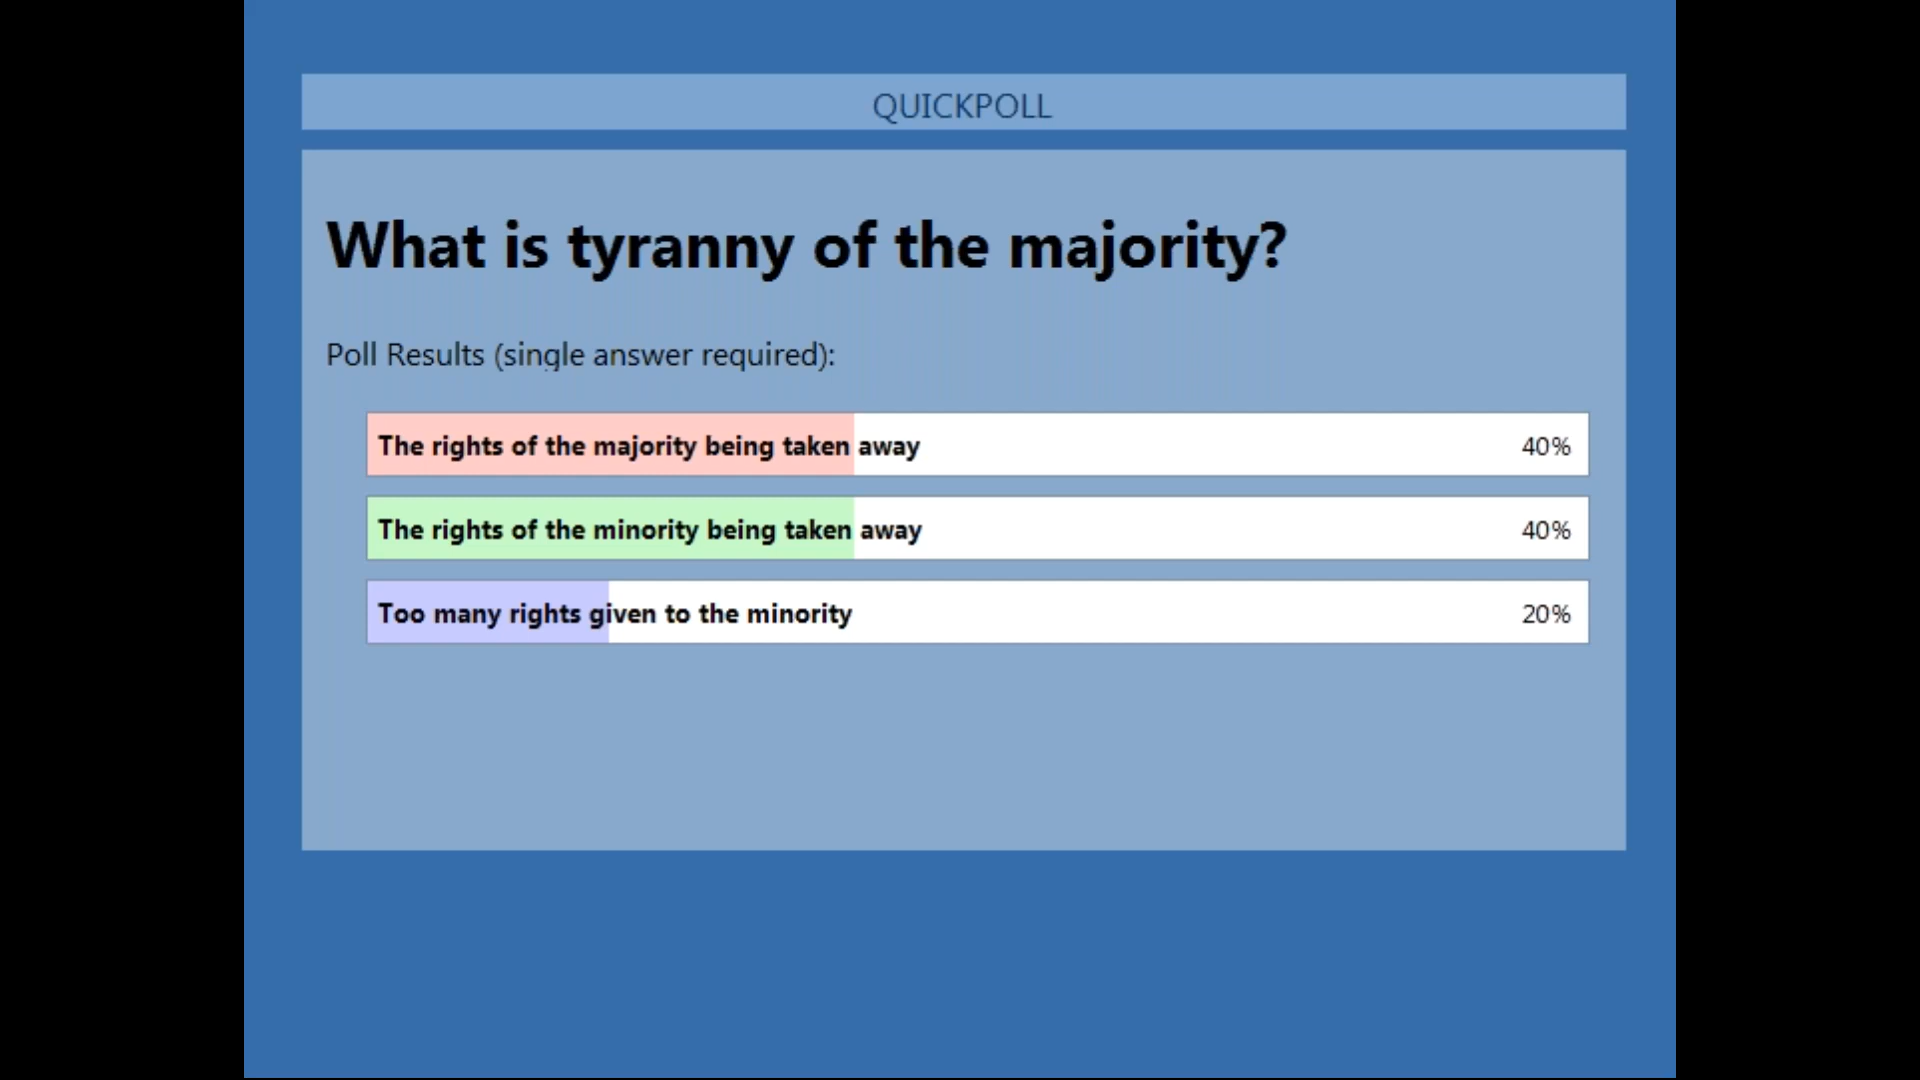 QUICKPOLL
What is tyranny of the majority?
Poll Results (single answer required):
The rights of the majority being taken away 40%
The rights of the minority being taken away 40%
Too many rights given to the minority 20%